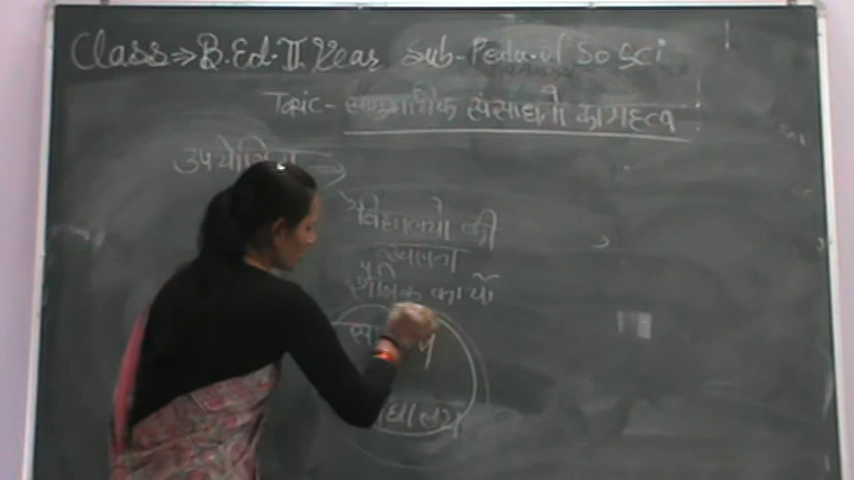 Class⇒B.Ed. II Year Sub-Peda. of So Sci
Topic- सामुदायिक संसाधनों का महत्व
उपयोगिता →
विद्यालयो की
स्थापना
शैक्षिक कार्यो